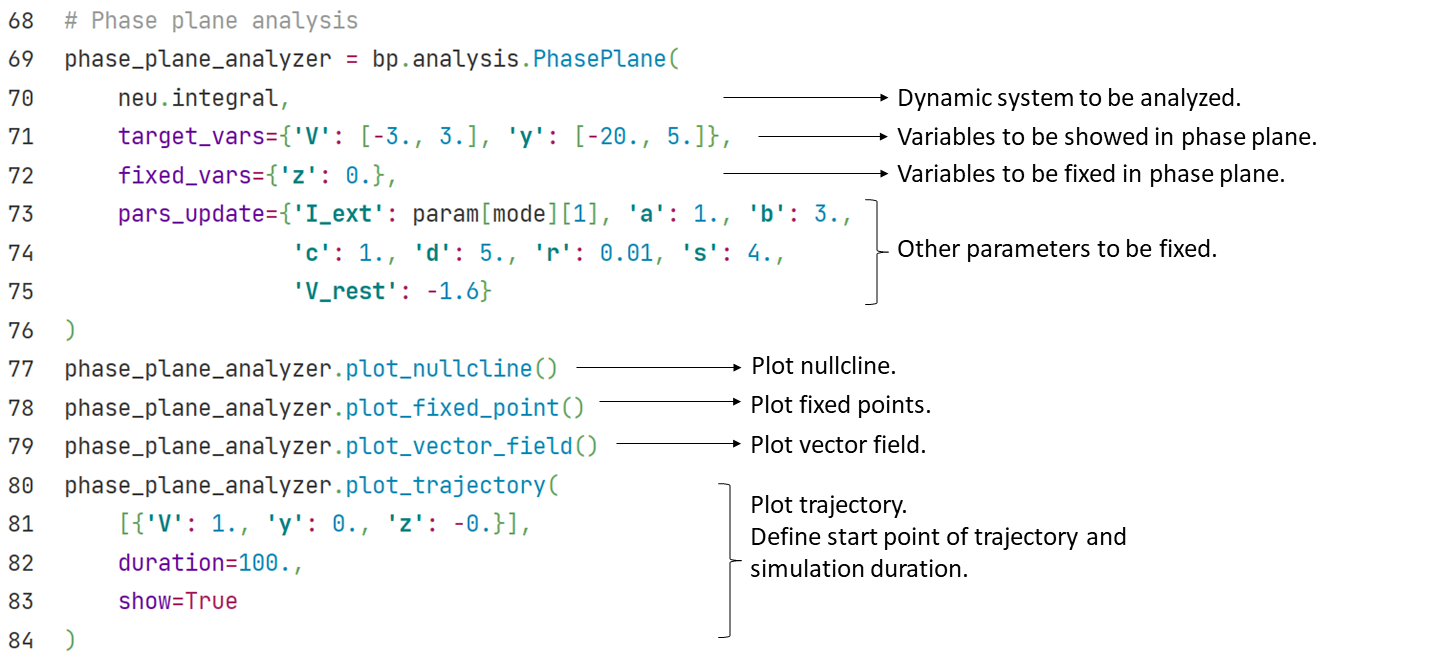 68 # Phase plane analysis
69 phase_plane_analyzer = bp.analysis.PhasePlane(
70 neu.integral, Dynamic system to be analyzed.
71 target_vars={'V': [-3., 3.], 'y': [-20., 5.]}, Variables to be showed in phase plane.
72 fixed_vars={'z': 0.}, Variables to be fixed in phase plane.
73 pars_update={'I_ext': param[mode][1], 'a': 1., 'b': 3.,
74 'c': 1., 'd': 5., 'r': 0.01, 's': 4., Other parameters to be fixed.
75 'V_rest': -1.6}
76 )
77 phase_plane_analyzer.plot_nullcline() Plot nullcline.
78 phase_plane_analyzer.plot_fixed_point() Plot fixed points.
79 phase_plane_analyzer.plot_vector_field() Plot vector field.
80 phase_plane_analyzer.plot_trajectory(
81 [{'V': 1., 'y': 0., 'z': -0.}],
82 duration=100.,
83 show=True
84 )
Plot trajectory.
Define start point of trajectory and
simulation duration.